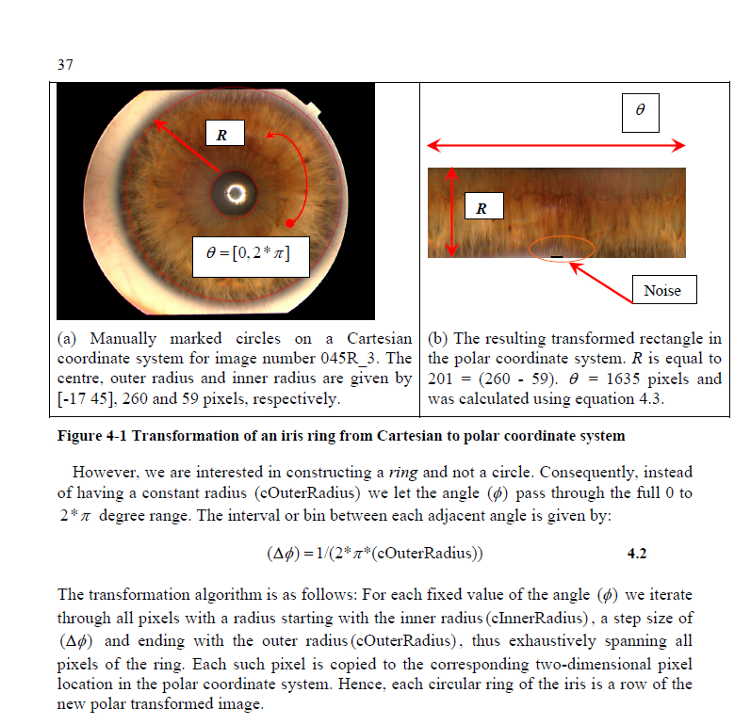 37
R
θ = [0, 2*π]
θ
R
Noise
(a) Manually marked circles on a Cartesian
coordinate system for image number 045R_3. The
centre, outer radius and inner radius are given by
[-17 45], 260 and 59 pixels, respectively.
(b) The resulting transformed rectangle in
the polar coordinate system. R is equal to
201 = (260 - 59). θ = 1635 pixels and
was calculated using equation 4.3.
Figure 4-1 Transformation of an iris ring from Cartesian to polar coordinate system
However, we are interested in constructing a ring and not a circle. Consequently, instead
of having a constant radius (cOuterRadius) we let the angle (ϕ) pass through the full 0 to
2*π degree range. The interval or bin between each adjacent angle is given by:
(Δϕ) = 1/(2*π*(cOuterRadius)) 4.2
The transformation algorithm is as follows: For each fixed value of the angle (ϕ) we iterate
through all pixels with a radius starting with the inner radius (cInnerRadius), a step size of
(Δϕ) and ending with the outer radius (cOuterRadius), thus exhaustively spanning all
pixels of the ring. Each such pixel is copied to the corresponding two-dimensional pixel
location in the polar coordinate system. Hence, each circular ring of the iris is a row of the
new polar transformed image.